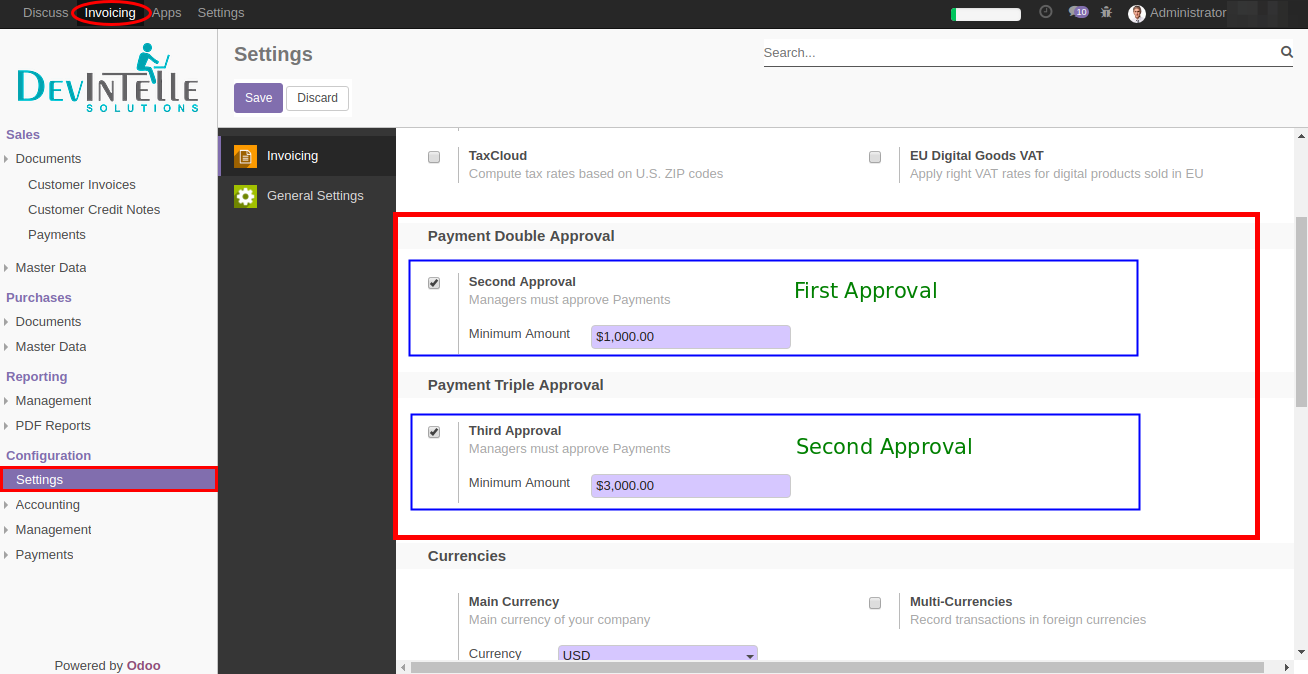 Discuss Invoicing Apps Settings 10 Administrator
DEVINTELLE
SOLUTIONS
Settings
Search...
Save Discard
Sales
Documents
Customer Invoices
Customer Credit Notes
Payments
Master Data
Purchases
Documents
Master Data
Reporting
Management
PDF Reports
Configuration
Settings
Accounting
Management
Payments
Powered by Odoo
Invoicing
General Settings
TaxCloud
Compute tax rates based on U.S. ZIP codes
EU Digital Goods VAT
Apply right VAT rates for digital products sold in EU
Payment Double Approval
Second Approval
Managers must approve Payments
Minimum Amount $1,000.00
First Approval
Payment Triple Approval
Third Approval
Managers must approve Payments
Minimum Amount $3,000.00
Second Approval
Currencies
Main Currency
Main currency of your company
Currency USD
Multi-Currencies
Record transactions in foreign currencies